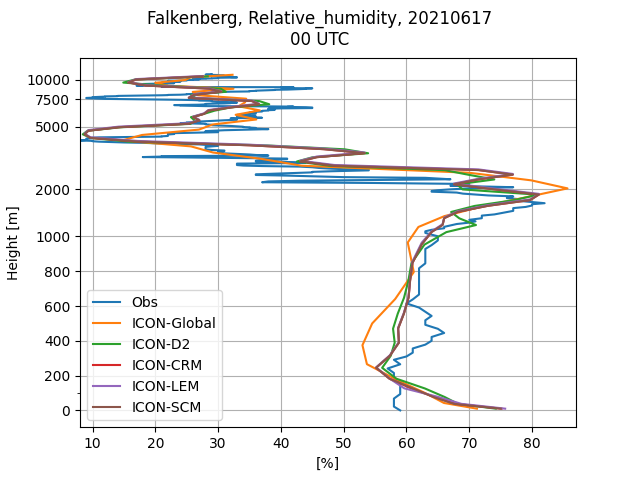 Falkenberg, Relative_humidity, 20210617
00 UTC
10000
7500
5000
2000
1000
800
600
400
200
0
Height [m]
Obs
ICON-Global
ICON-D2
ICON-CRM
ICON-LEM
ICON-SCM
10 20 30 40 50 60 70 80
[%]